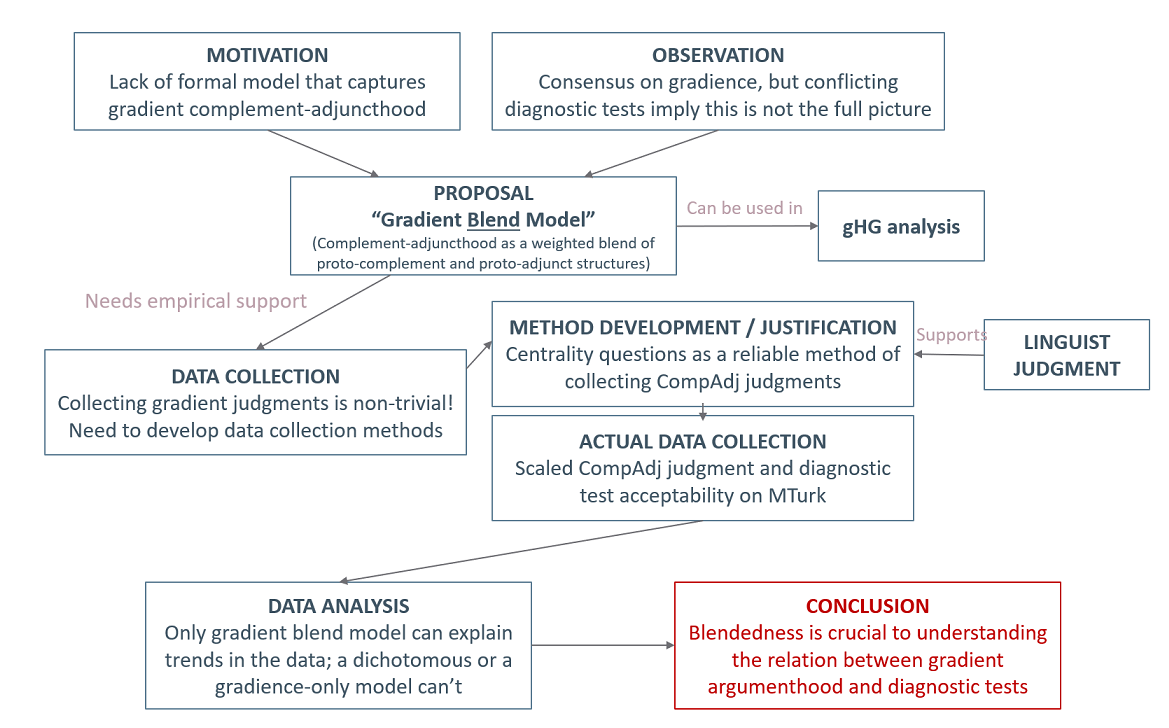 MOTIVATION
Lack of formal model that captures
gradient complement-adjuncthood
OBSERVATION
Consensus on gradience, but conflicting
diagnostic tests imply this is not the full picture
PROPOSAL
“Gradient Blend Model”
(Complement-adjuncthood as a weighted blend of
proto-complement and proto-adjunct structures)
Can be used in
gHG analysis
Needs empirical support
DATA COLLECTION
Collecting gradient judgments is non-trivial!
Need to develop data collection methods
METHOD DEVELOPMENT / JUSTIFICATION
Centrality questions as a reliable method of
collecting CompAdj judgments
Supports
LINGUIST
JUDGMENT
ACTUAL DATA COLLECTION
Scaled CompAdj judgment and diagnostic
test acceptability on MTurk
DATA ANALYSIS
Only gradient blend model can explain
trends in the data; a dichotomous or a
gradience-only model can’t
CONCLUSION
Blendedness is crucial to understanding
the relation between gradient
argumenthood and diagnostic tests